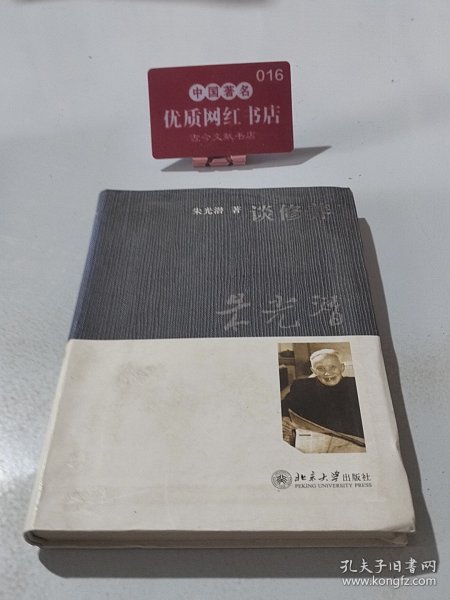 016
中国著名
优质网红书店
古今文献书店
朱光潜 著 谈修养
朱光潜
北京大学出版社
PEKING UNIVERSITY PRESS
孔夫子旧书网
www.kongfz.com